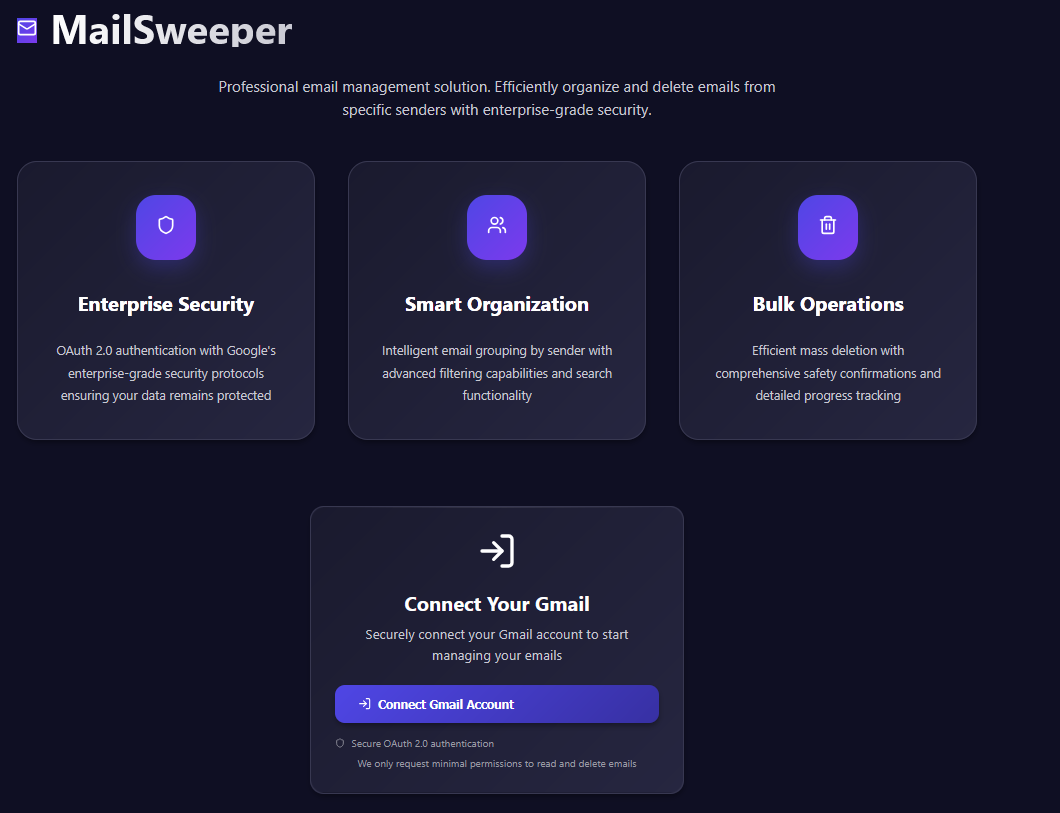 MailSweeper
Professional email management solution. Efficiently organize and delete emails from
specific senders with enterprise-grade security.
Enterprise Security
OAuth 2.0 authentication with Google's
enterprise-grade security protocols
ensuring your data remains protected
Smart Organization
Intelligent email grouping by sender with
advanced filtering capabilities and search
functionality
Bulk Operations
Efficient mass deletion with
comprehensive safety confirmations and
detailed progress tracking
Connect Your Gmail
Securely connect your Gmail account to start
managing your emails
Connect Gmail Account
Secure OAuth 2.0 authentication
We only request minimal permissions to read and delete emails